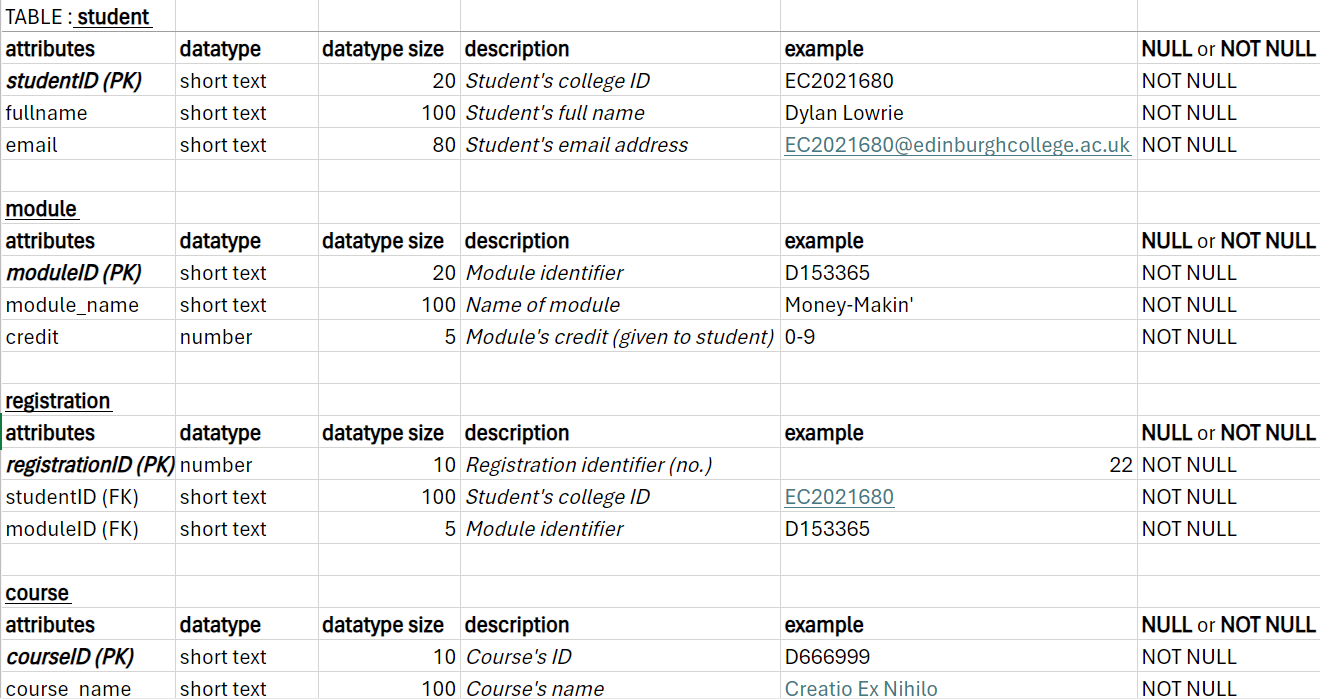 TABLE : student
attributes datatype datatype size description example NULL or NOT NULL
studentID (PK) short text 20 Student's college ID EC2021680 NOT NULL
fullname short text 100 Student's full name Dylan Lowrie NOT NULL
email short text 80 Student's email address EC2021680@edinburghcollege.ac.uk NOT NULL
module
attributes datatype datatype size description example NULL or NOT NULL
moduleID (PK) short text 20 Module identifier D153365 NOT NULL
module_name short text 100 Name of module Money-Makin' NOT NULL
credit number 5 Module's credit (given to student) 0-9 NOT NULL
registration
attributes datatype datatype size description example NULL or NOT NULL
registrationID (PK) number 10 Registration identifier (no.) 22 NOT NULL
studentID (FK) short text 100 Student's college ID EC2021680 NOT NULL
moduleID (FK) short text 5 Module identifier D153365 NOT NULL
course
attributes datatype datatype size description example NULL or NOT NULL
courseID (PK) short text 10 Course's ID D666999 NOT NULL
course_name short text 100 Course's name Creatio Ex Nihilo NOT NULL